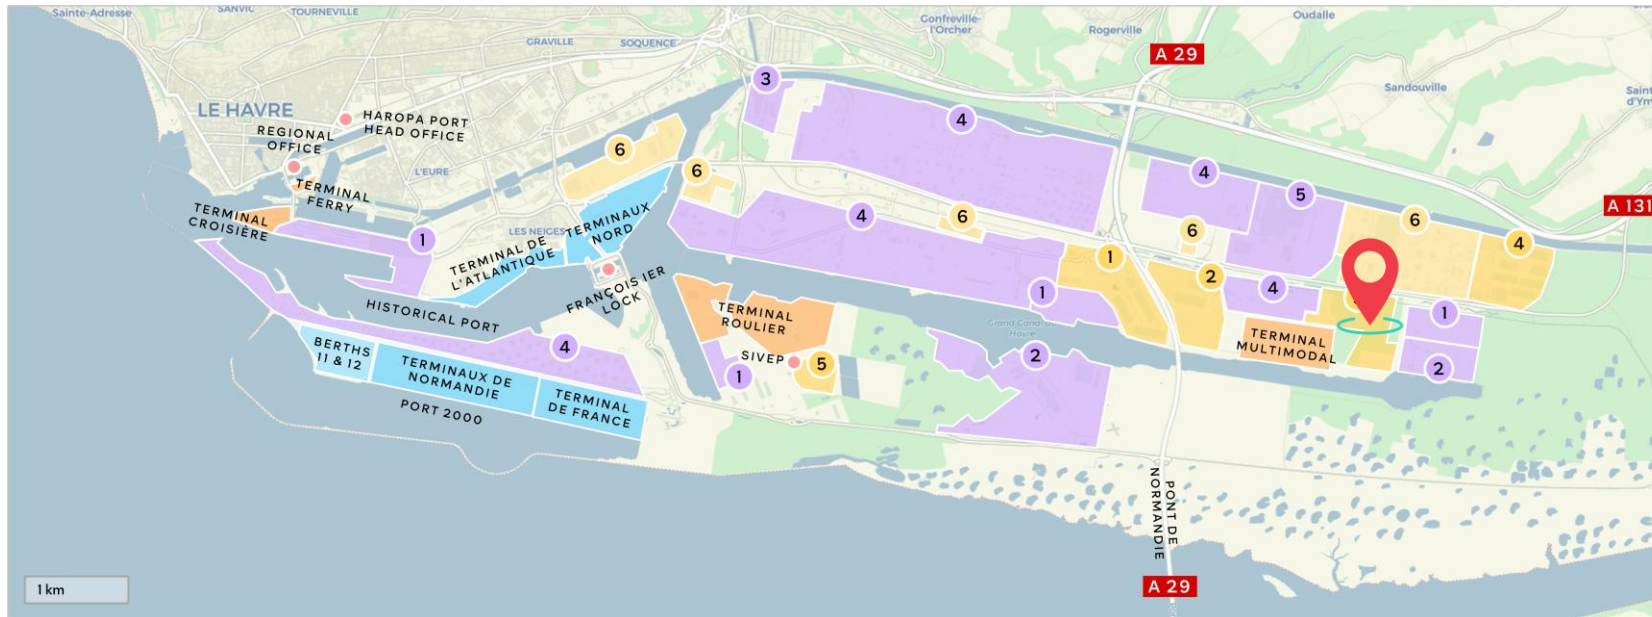 Sainte-Adresse
SANVIC
TOURNEVILLE
GRAVILLE
SOQUENCE
Gonfreville-
l'Orcher
Rogerville
Oudalle
Sandouville
A 29
LE HAVRE
HAROPA PORT
HEAD OFFICE
REGIONAL
OFFICE
L'EURE
TERMINAL
FERRY
TERMINAL
CROISIÈRE
LES NEIGES
TERMINAL DE
L'ATLANTIQUE
TERMINAUX
NORD
FRANÇOIS IER
LOCK
HISTORICAL PORT
BERTHS
11 & 12
TERMINAUX DE
NORMANDIE
TERMINAL
DE FRANCE
PORT 2000
TERMINAL
ROULIER
SIVEP
Grand Canal du
Havre
TERMINAL
MULTIMODAL
A 131
PONT DE
NORMANDIE
A 29
3
4
6
6
4
5
6
4
1
4
6
6
1
2
4
1
1
4
1
5
2
2
1 km